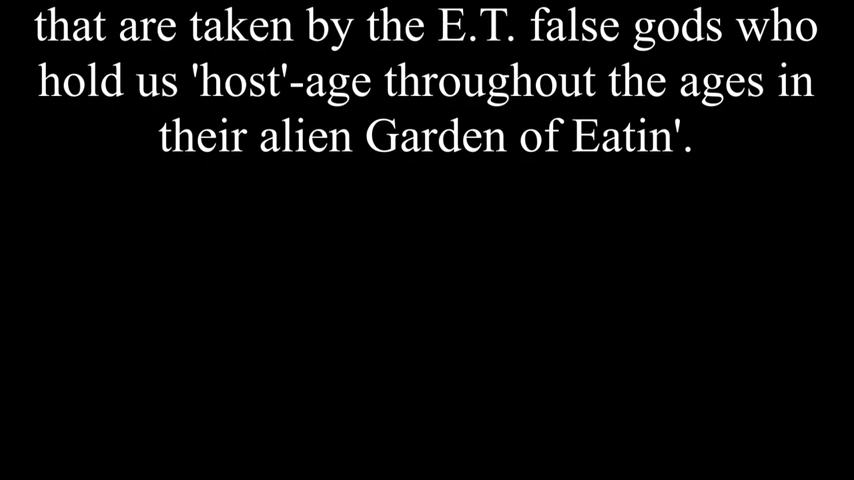 that are taken by the E.T. false gods who
hold us 'host'-age throughout the ages in
their alien Garden of Eatin'.